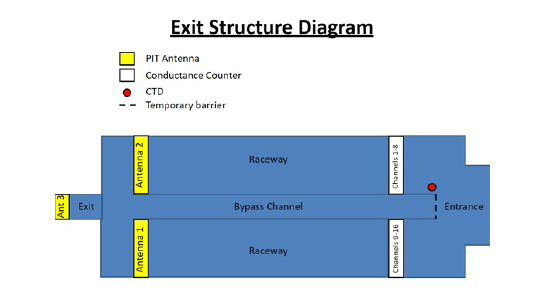 Exit Structure Diagram
PIT Antenna
Conductance Counter
CTD
Temporary barrier
Antenna 2
Raceway
Channels 1-8
Ant 3
Exit
Bypass Channel
Entrance
Antenna 1
Raceway
Channels 9-16